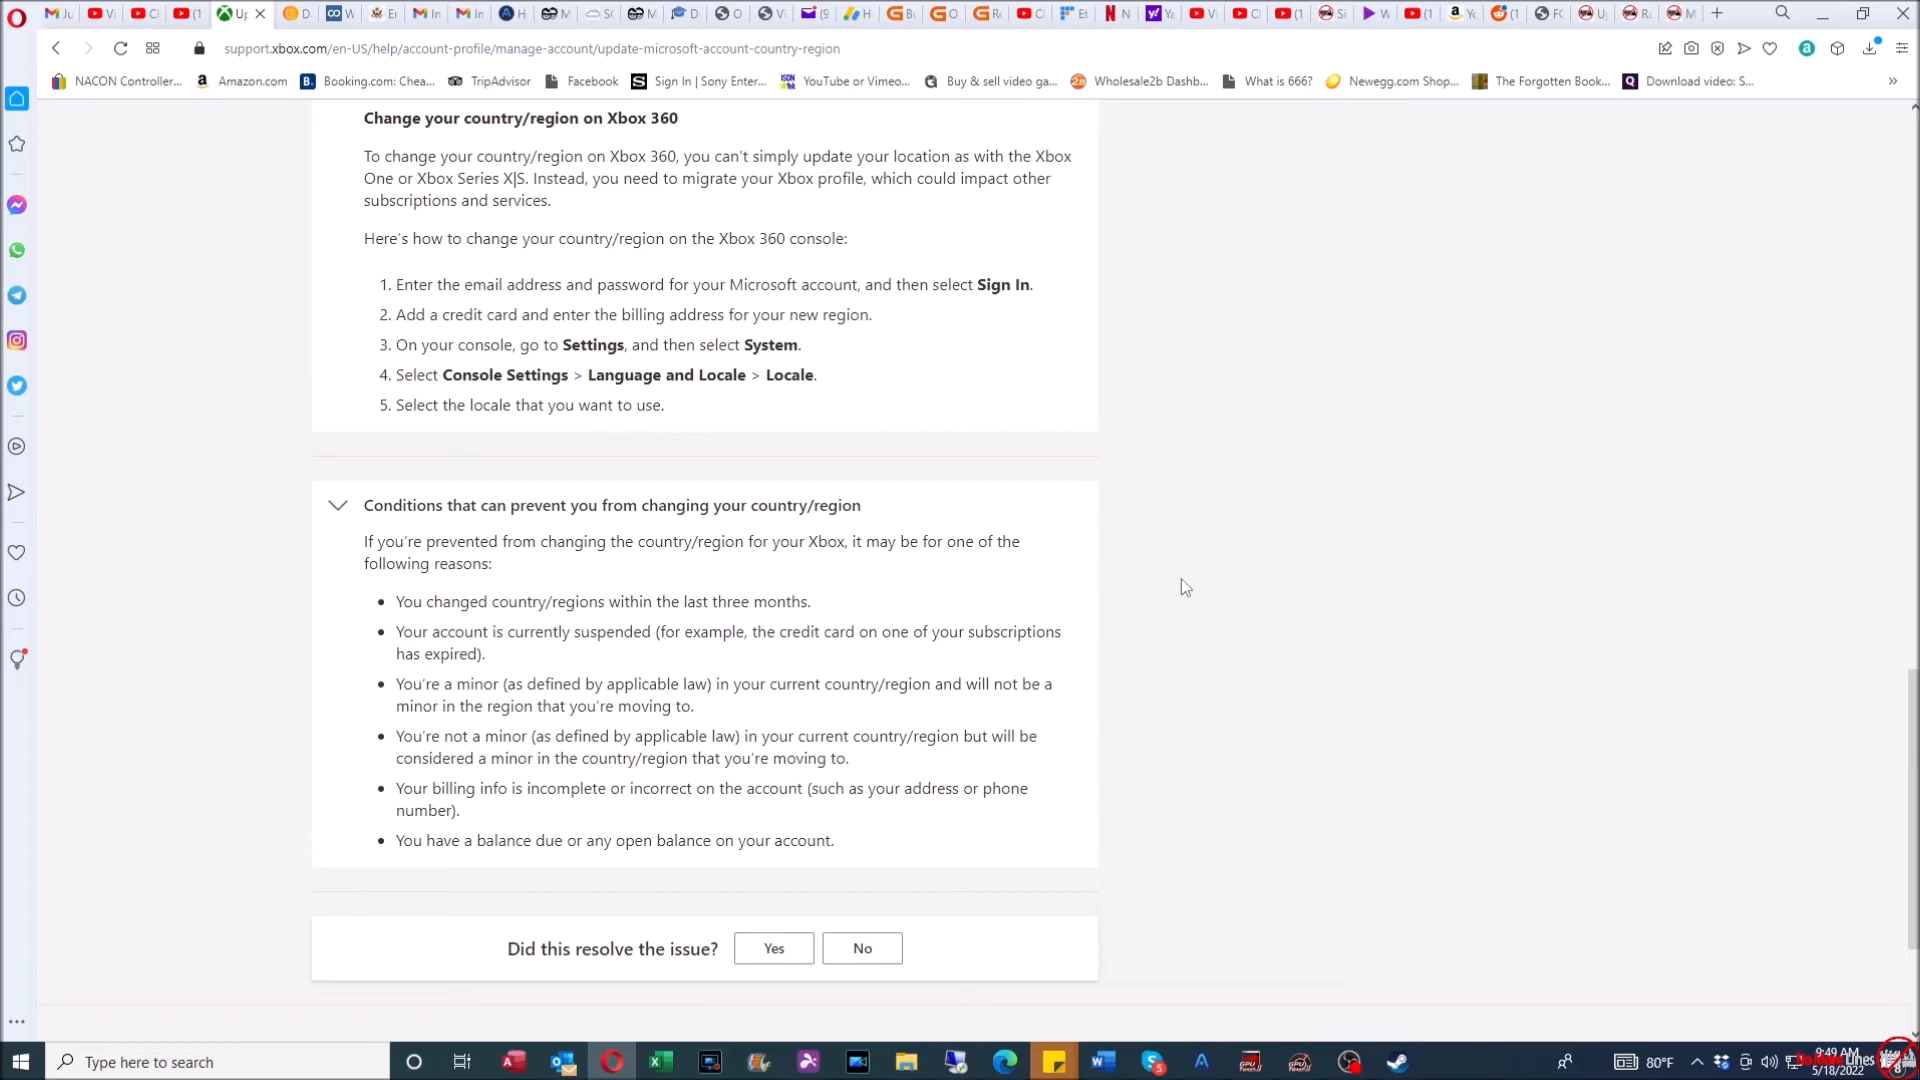 support.xbox.com/en-US/help/account-profile/manage-account/update-microsoft-account-country-region
NACON Controller... Amazon.com Booking.com: Chea... TripAdvisor Facebook Sign In | Sony Enter... YouTube or Vimeo... Buy & sell video ga... Wholesale2b Dashb... What is 666? Newegg.com Shop... The Forgotten Book... Download video: S...
Change your country/region on Xbox 360
To change your country/region on Xbox 360, you can't simply update your location as with the Xbox
One or Xbox Series X|S. Instead, you need to migrate your Xbox profile, which could impact other
subscriptions and services.
Here's how to change your country/region on the Xbox 360 console:
1. Enter the email address and password for your Microsoft account, and then select Sign In.
2. Add a credit card and enter the billing address for your new region.
3. On your console, go to Settings, and then select System.
4. Select Console Settings > Language and Locale > Locale.
5. Select the locale that you want to use.
Conditions that can prevent you from changing your country/region
If you're prevented from changing the country/region for your Xbox, it may be for one of the
following reasons:
• You changed country/regions within the last three months.
• Your account is currently suspended (for example, the credit card on one of your subscriptions
has expired).
• You're a minor (as defined by applicable law) in your current country/region and will not be a
minor in the region that you're moving to.
• You're not a minor (as defined by applicable law) in your current country/region but will be
considered a minor in the country/region that you're moving to.
• Your billing info is incomplete or incorrect on the account (such as your address or phone
number).
• You have a balance due or any open balance on your account.
Did this resolve the issue? Yes No
Type here to search
80°F
9:49 AM
5/18/2022